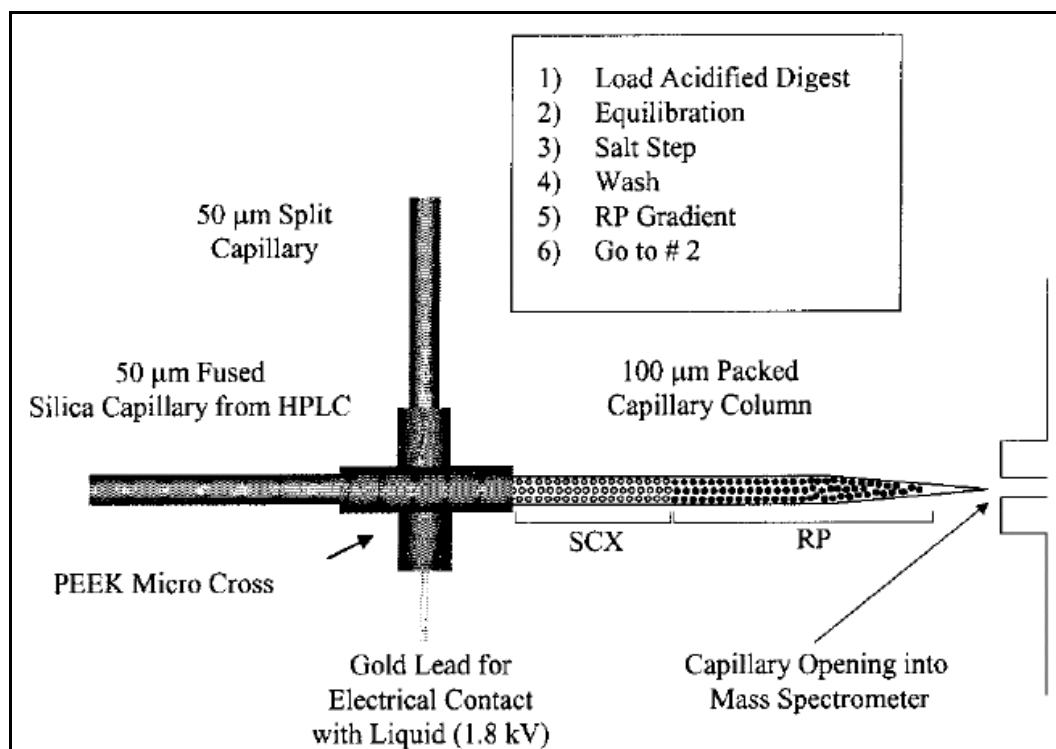 1) Load Acidified Digest
2) Equilibration
3) Salt Step
4) Wash
5) RP Gradient
6) Go to # 2
50 μm Split
Capillary
50 μm Fused
Silica Capillary from HPLC
100 μm Packed
Capillary Column
SCX
RP
PEEK Micro Cross
Gold Lead for
Electrical Contact
with Liquid (1.8 kV)
Capillary Opening into
Mass Spectrometer